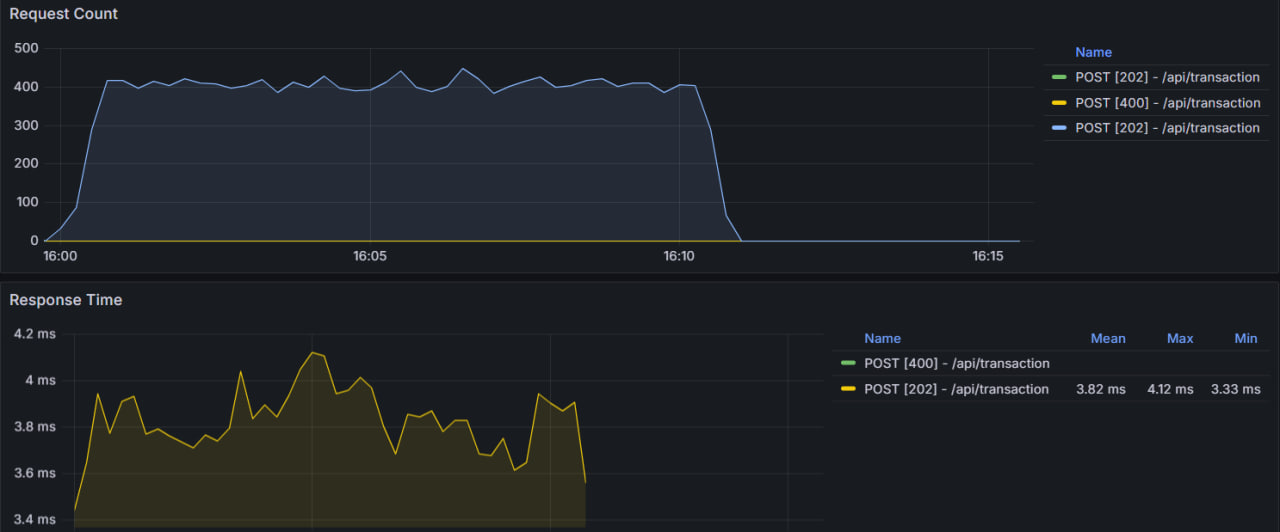 Request Count
500
400
300
200
100
0
16:00 16:05 16:10 16:15
Name
POST [202] - /api/transaction
POST [400] - /api/transaction
POST [202] - /api/transaction
Response Time
4.2 ms
4 ms
3.8 ms
3.6 ms
3.4 ms
Name Mean Max Min
POST [400] - /api/transaction
POST [202] - /api/transaction 3.82 ms 4.12 ms 3.33 ms